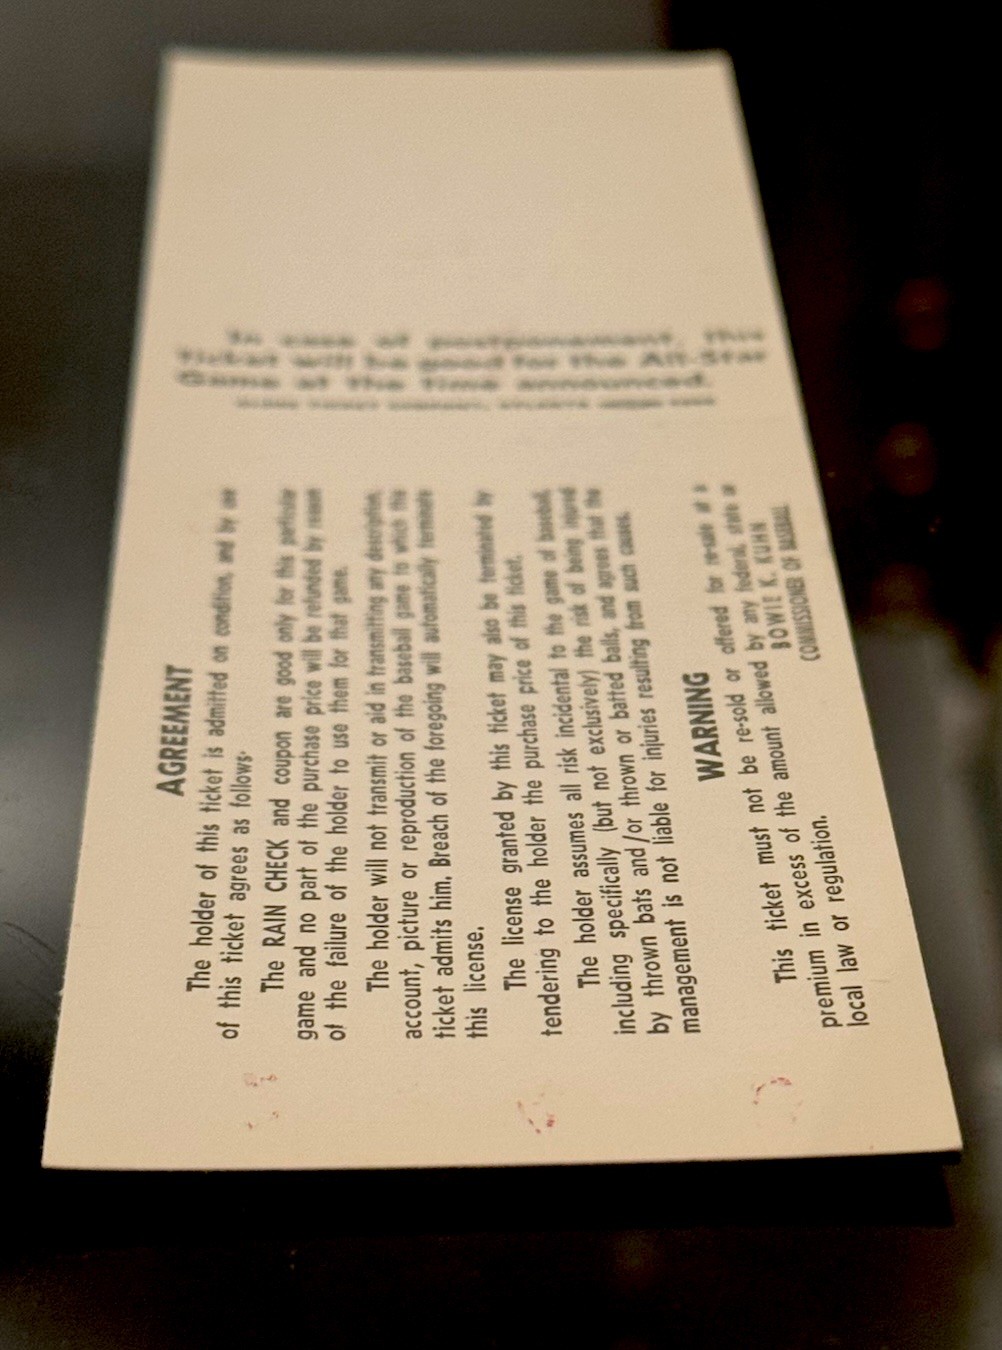 In case of postponement, this
Ticket will be good for the All-Star
Game at the time announced.
GLOBE TICKET COMPANY, ATLANTA
AGREEMENT
The holder of this ticket is admitted on condition, and by use
of this ticket agrees as follows:
The RAIN CHECK and coupon are good only for this particular
game and no part of the purchase price will be refunded by reason
of the failure of the holder to use them for that game.
The holder will not transmit or aid in transmitting any description,
account, picture or reproduction of the baseball game to which this
ticket admits him. Breach of the foregoing will automatically terminate
this license.
The license granted by this ticket may also be terminated by
tendering to the holder the purchase price of this ticket.
The holder assumes all risk incidental to the game of baseball,
including specifically (but not exclusively) the risk of being injured
by thrown bats and/or thrown or batted balls, and agrees that the
management is not liable for injuries resulting from such causes.
WARNING
This ticket must not be re-sold or offered for re-sale at a
premium in excess of the amount allowed by any federal, state or
local law or regulation.
BOWIE K. KUHN
COMMISSIONER OF BASEBALL